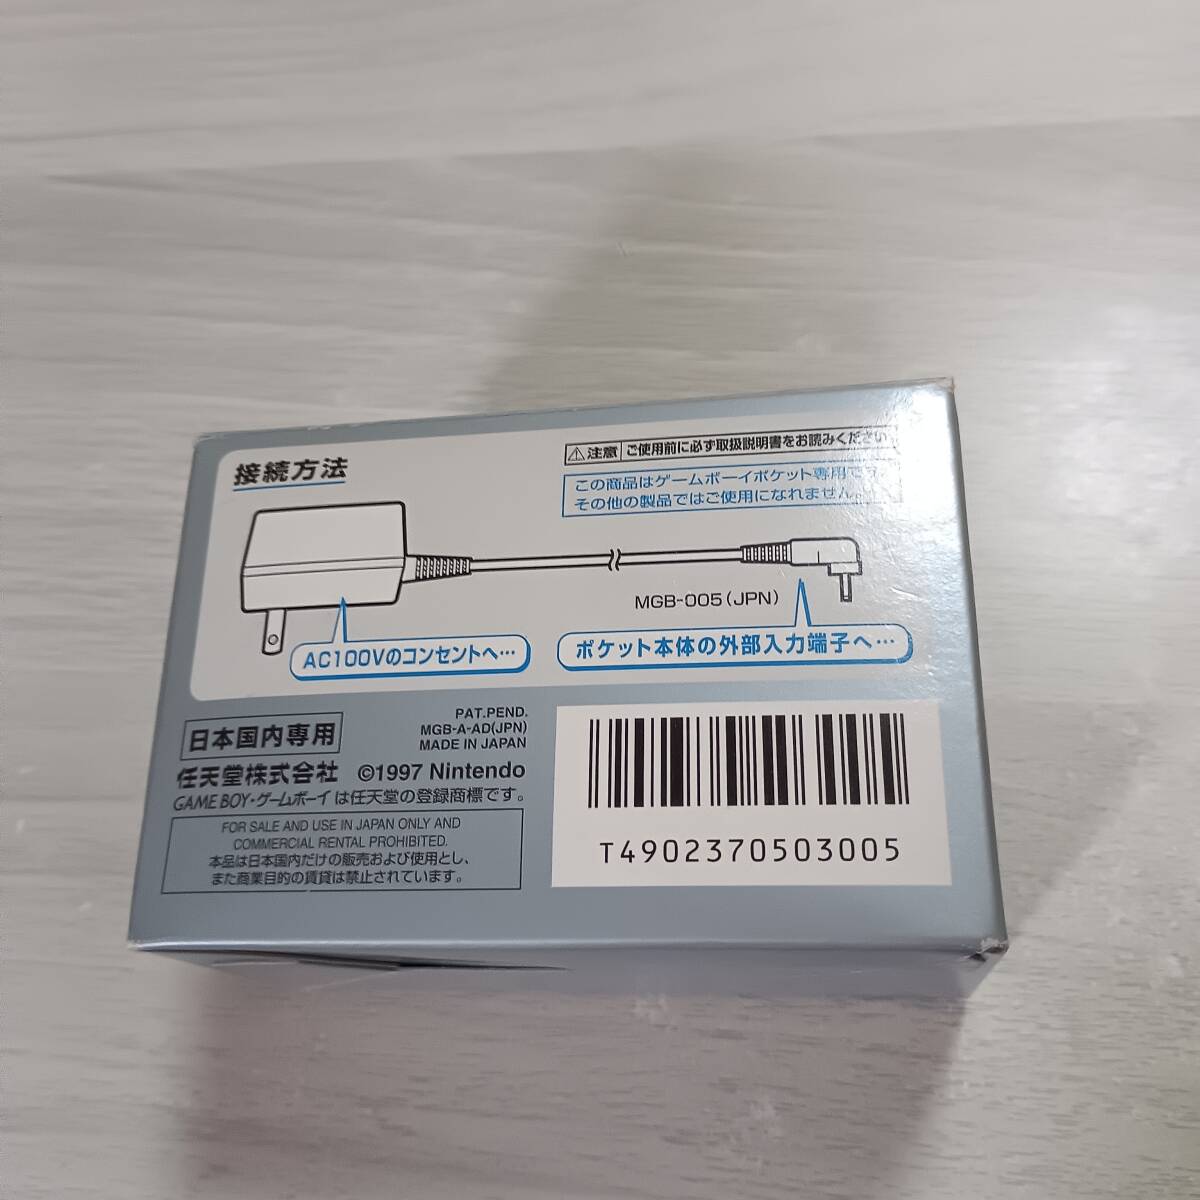 接続方法
⚠注意 ご使用前に必ず取扱説明書をお読みください
この商品はゲームボーイポケット専用です。
その他の製品ではご使用になれません。
MGB-005(JPN)
AC100Vのコンセントへ…
ポケット本体の外部入力端子へ…
日本国内専用
PAT.PEND.
MGB-A-AD(JPN)
MADE IN JAPAN
任天堂株式会社 ©1997 Nintendo
GAME BOY・ゲームボーイは任天堂の登録商標です。
FOR SALE AND USE IN JAPAN ONLY AND
COMMERCIAL RENTAL PROHIBITED.
本品は日本国内だけの販売および使用とし、
また商業目的の賃貸は禁止されています。
T4902370503005